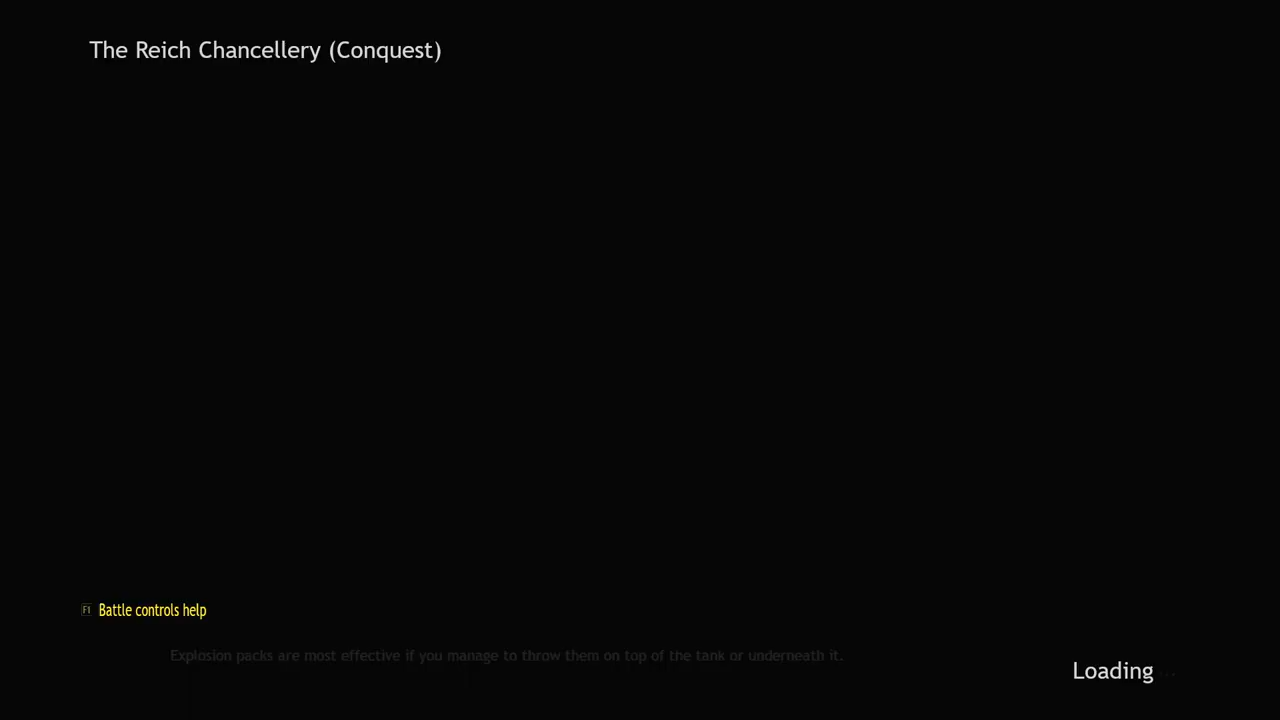 The Reich Chancellery (Conquest)
F1 Battle controls help
Explosion packs are most effective if you manage to throw them on top of the tank or underneath it.
Loading...